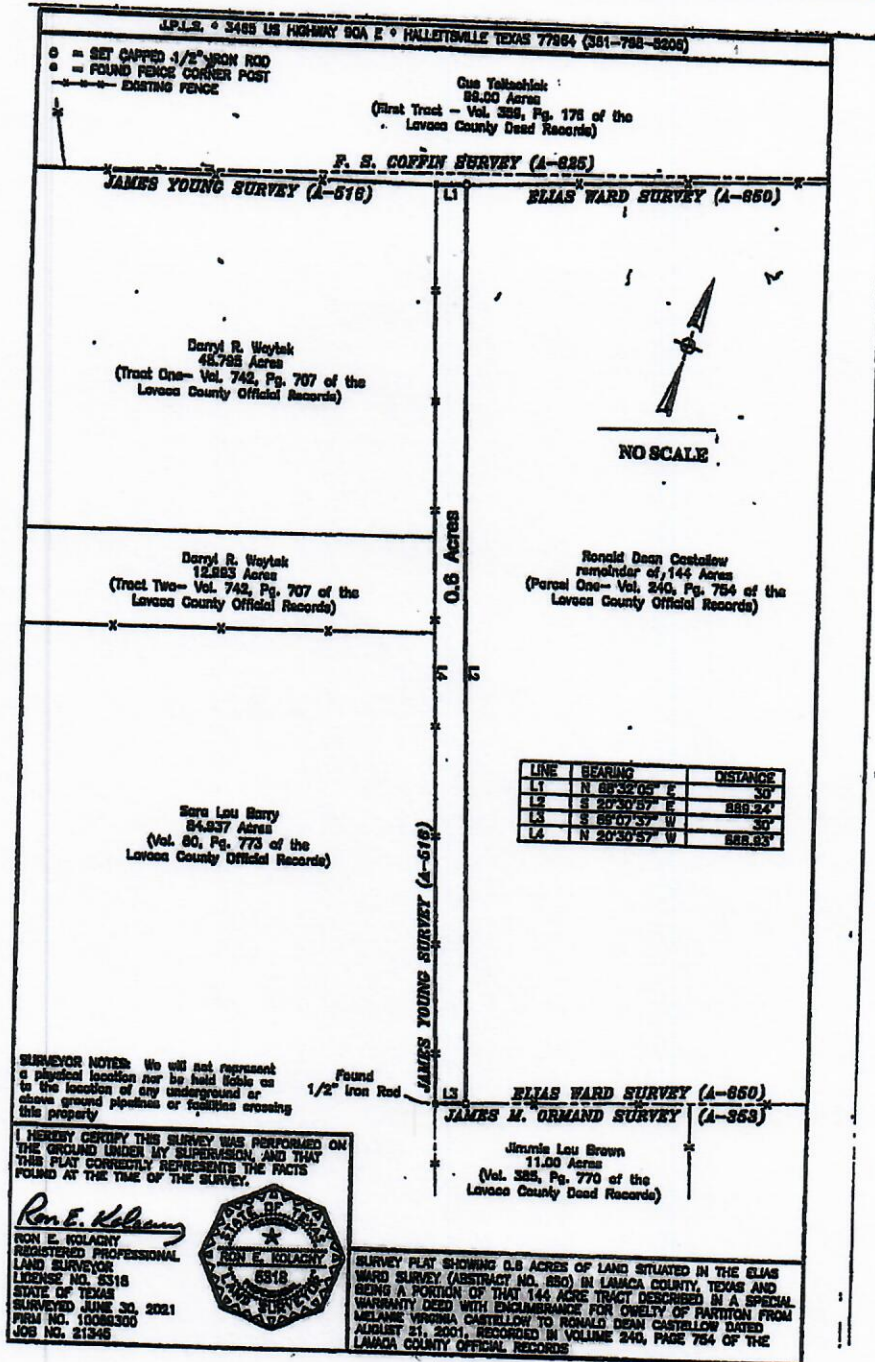 J.P.L.S. ⋄ 3465 US HIGHWAY 90A E ⋄ HALLETTSVILLE TEXAS 77964 (361-798-5205)
= SET CAPPED 1/2" IRON ROD
= FOUND FENCE CORNER POST
EXISTING FENCE
Gus
99.00 Acres
(First Tract - Vol. 389, Pg. 176 of the
Lavaca County Deed Records)
F. S. COFFIN SURVEY (A-625)
JAMES YOUNG SURVEY (A-516)
L1
ELIAS WARD SURVEY (A-650)
Darryl R. Woytek
48.795 Acres
(Tract One- Vol. 742, Pg. 707 of the
Lavaca County Official Records)
NO SCALE
0.6 Acres
Darryl R. Woytek
12.993 Acres
(Tract Two- Vol. 742, Pg. 707 of the
Lavaca County Official Records)
Ronald Dean Castellow
remainder of 144 Acres
(Parcel One- Vol. 240, Pg. 754 of the
Lavaca County Official Records)
L4
L2
LINE BEARING DISTANCE
L1 N 68°32'05" E 30'
L2 S 20°30'57" E 889.24'
L3 S 69°07'37" W 30'
L4 N 20°30'57" W 888.93'
Sara Lou Barry
84.937 Acres
(Vol. 60, Pg. 773 of the
Lavaca County Official Records)
JAMES YOUNG SURVEY (A-516)
SURVEYOR NOTES: We will not represent
a physical location nor be held liable as
to the location of any underground or
above ground pipelines or facilities crossing
this property
Found
1/2" Iron Rod
L3
ELIAS WARD SURVEY (A-650)
JAMES M. ORMAND SURVEY (A-353)
Jimmie Lou Brown
11.00 Acres
(Vol. 385, Pg. 770 of the
Lavaca County Deed Records)
I HEREBY CERTIFY THIS SURVEY WAS PERFORMED ON
THE GROUND UNDER MY SUPERVISION, AND THAT
THIS PLAT CORRECTLY REPRESENTS THE FACTS
FOUND AT THE TIME OF THE SURVEY.
Ron E. Kolacny
RON E. KOLACNY
REGISTERED PROFESSIONAL
LAND SURVEYOR
LICENSE NO. 5318
STATE OF TEXAS
SURVEYED JUNE 30, 2021
FIRM NO. 10089300
JOB NO. 21345
STATE OF TEXAS
RON E. KOLACNY
5318
LAND SURVEYOR
SURVEY PLAT SHOWING 0.6 ACRES OF LAND SITUATED IN THE ELIAS
WARD SURVEY (ABSTRACT NO. 650) IN LAVACA COUNTY, TEXAS AND
BEING A PORTION OF THAT 144 ACRE TRACT DESCRIBED IN A SPECIAL
WARRANTY DEED WITH ENCUMBRANCE FOR OWELTY OF PARTITION FROM
MELANIE VIRGINIA CASTELLOW TO RONALD DEAN CASTELLOW DATED
AUGUST 21, 2001, RECORDED IN VOLUME 240, PAGE 754 OF THE
LAVACA COUNTY OFFICIAL RECORDS